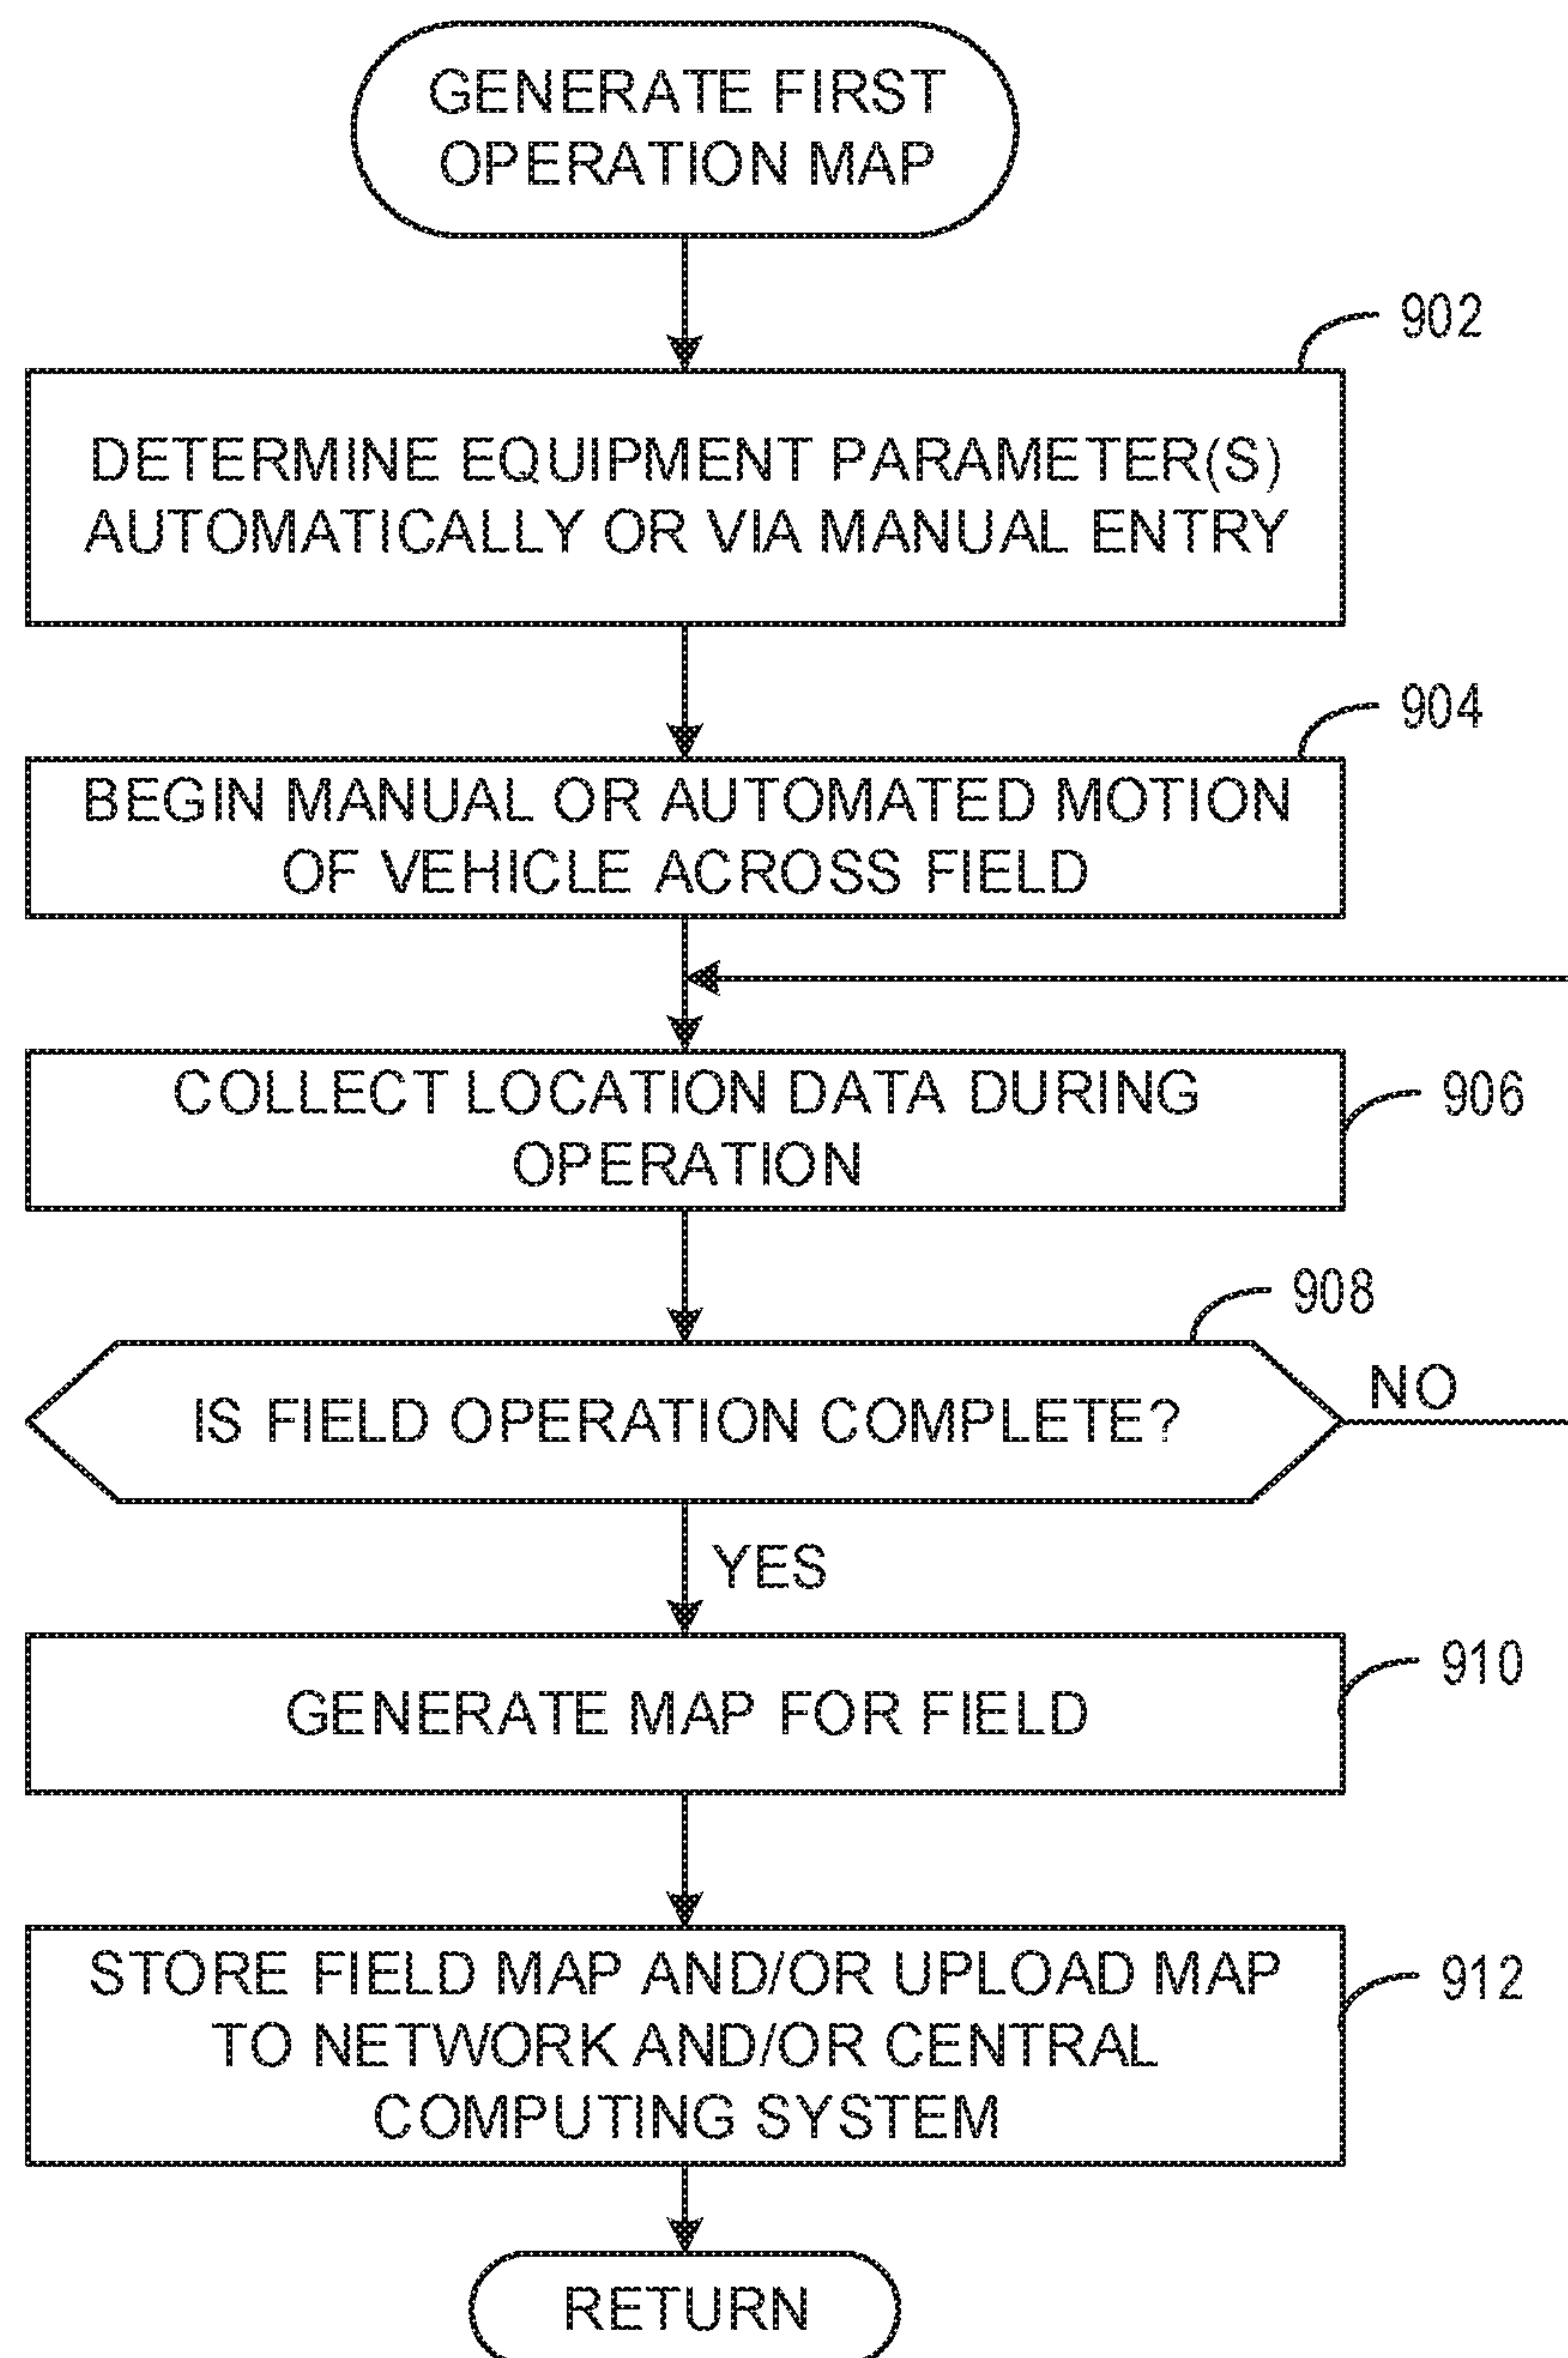 GENERATE FIRST
OPERATION MAP
902
DETERMINE EQUIPMENT PARAMETER(S)
AUTOMATICALLY OR VIA MANUAL ENTRY
904
BEGIN MANUAL OR AUTOMATED MOTION
OF VEHICLE ACROSS FIELD
COLLECT LOCATION DATA DURING
OPERATION
906
908
IS FIELD OPERATION COMPLETE?
NO
YES
GENERATE MAP FOR FIELD
910
STORE FIELD MAP AND/OR UPLOAD MAP
TO NETWORK AND/OR CENTRAL
COMPUTING SYSTEM
912
RETURN